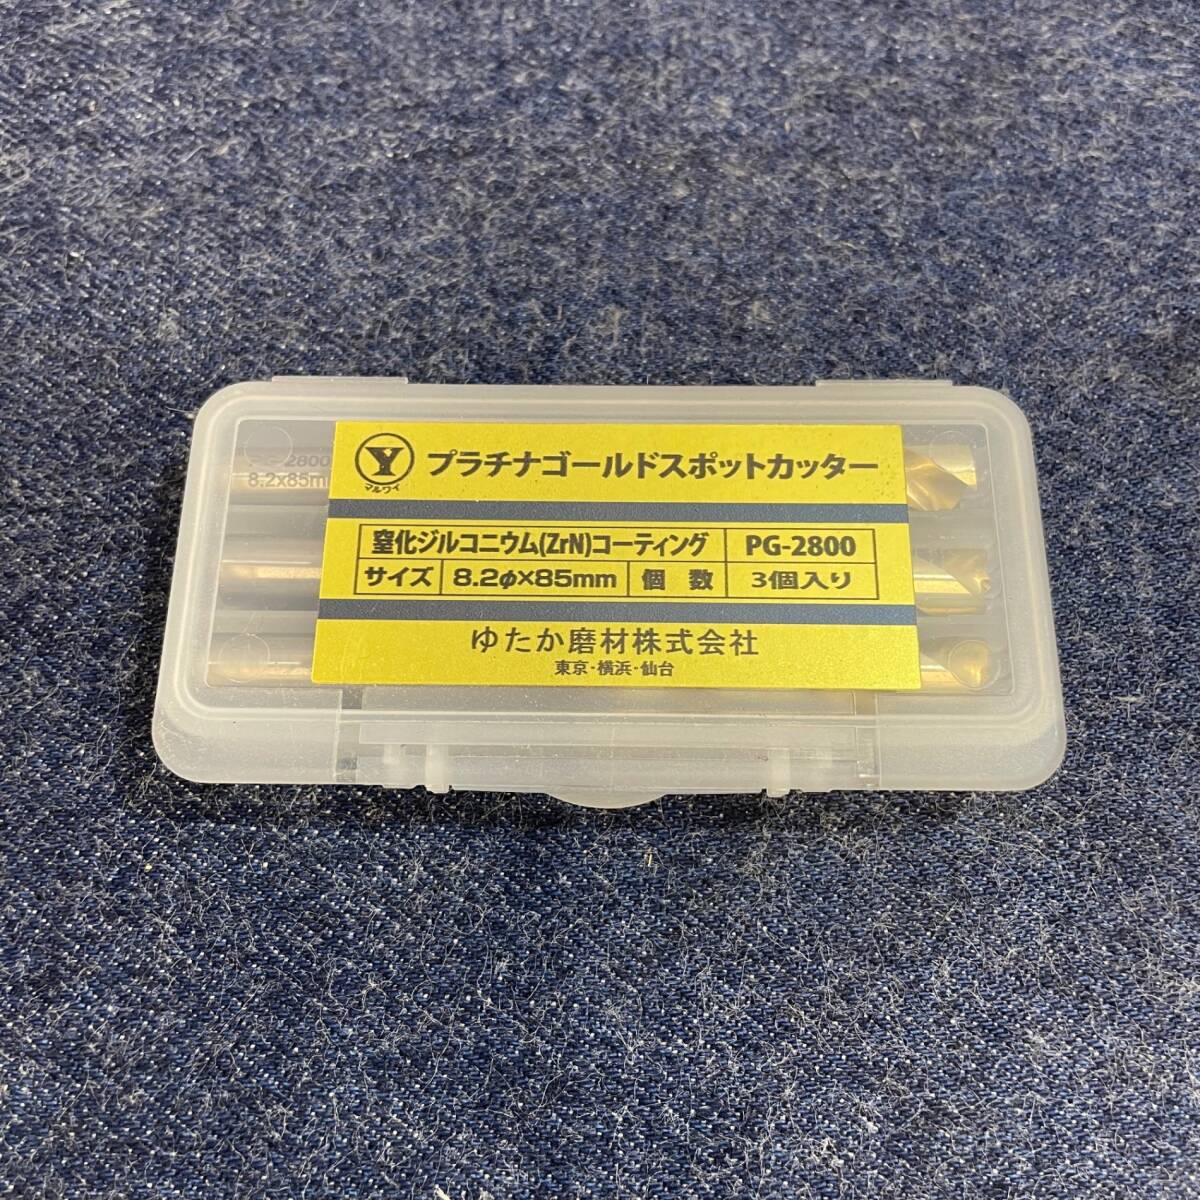 Y プラチナゴールドスポットカッター
マルワイ
窒化ジルコニウム(ZrN)コーティング PG-2800
サイズ 8.2φ×85mm 個数 3個入り
ゆたか磨材株式会社
東京・横浜・仙台
PG-2800
8.2x85m